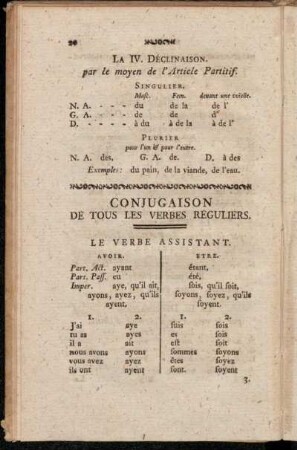 26
LA IV. DÉCLINAISON.
par le moyen de l'Article Partitif.
SINGULIER.
Masc. Fem. devant une voïelle.
N. A. - - - - du de la de l'
G. A. - - - - de de d'
D. - - - - - à du à de la à de l'
PLURIER
pour l'un & pour l'autre.
N. A. des, G. A. de. D, à des
Exemples: du pain, de la viande, de l'eau.
CONJUGAISON
DE TOUS LES VERBES REGULIERS.
LE VERBE ASSISTANT.
AVOIR. ETRE.
Part. Act. ayant étant,
Part. Pass. eu été,
Imper. aye, qu'il ait, sois, qu'il soit,
ayons, ayez, qu'ils soyons, soyez, qu'ils
ayent. soyent.
1. 2. 1. 2.
J'ai aye suis sois
tu as ayes es sois
il a ait est soit
nous avons ayons sommes soyons
vous avez ayez êtes soyez
ils ont ayent sont. soyent
3.